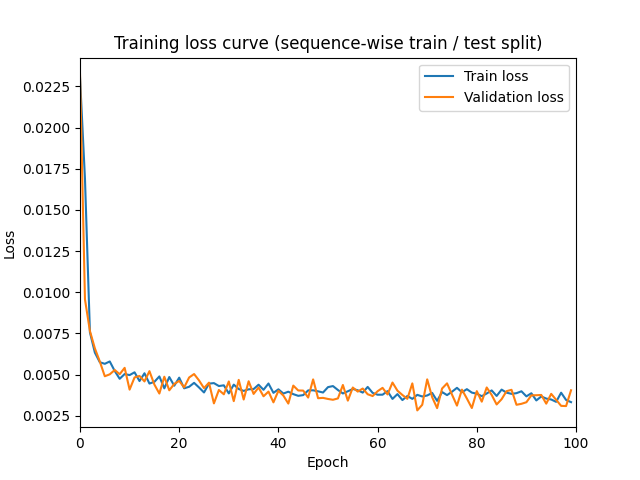 Training loss curve (sequence-wise train / test split)
Train loss
Validation loss
0.0225
0.0200
0.0175
0.0150
0.0125
0.0100
0.0075
0.0050
0.0025
Loss
0 20 40 60 80 100
Epoch